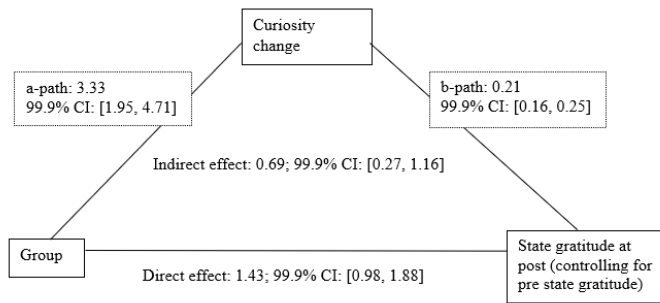 Curiosity
change
a-path: 3.33
99.9% CI: [1.95, 4.71]
b-path: 0.21
99.9% CI: [0.16, 0.25]
Indirect effect: 0.69; 99.9% CI: [0.27, 1.16]
Group
State gratitude at
post (controlling for
pre state gratitude)
Direct effect: 1.43; 99.9% CI: [0.98, 1.88]